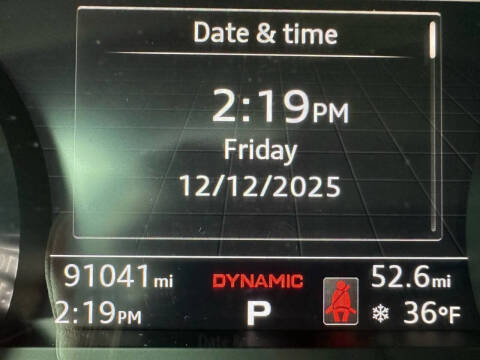 Date & time
2:19PM
Friday
12/12/2025
91041mi DYNAMIC 52.6mi
2:19PM P 36°F